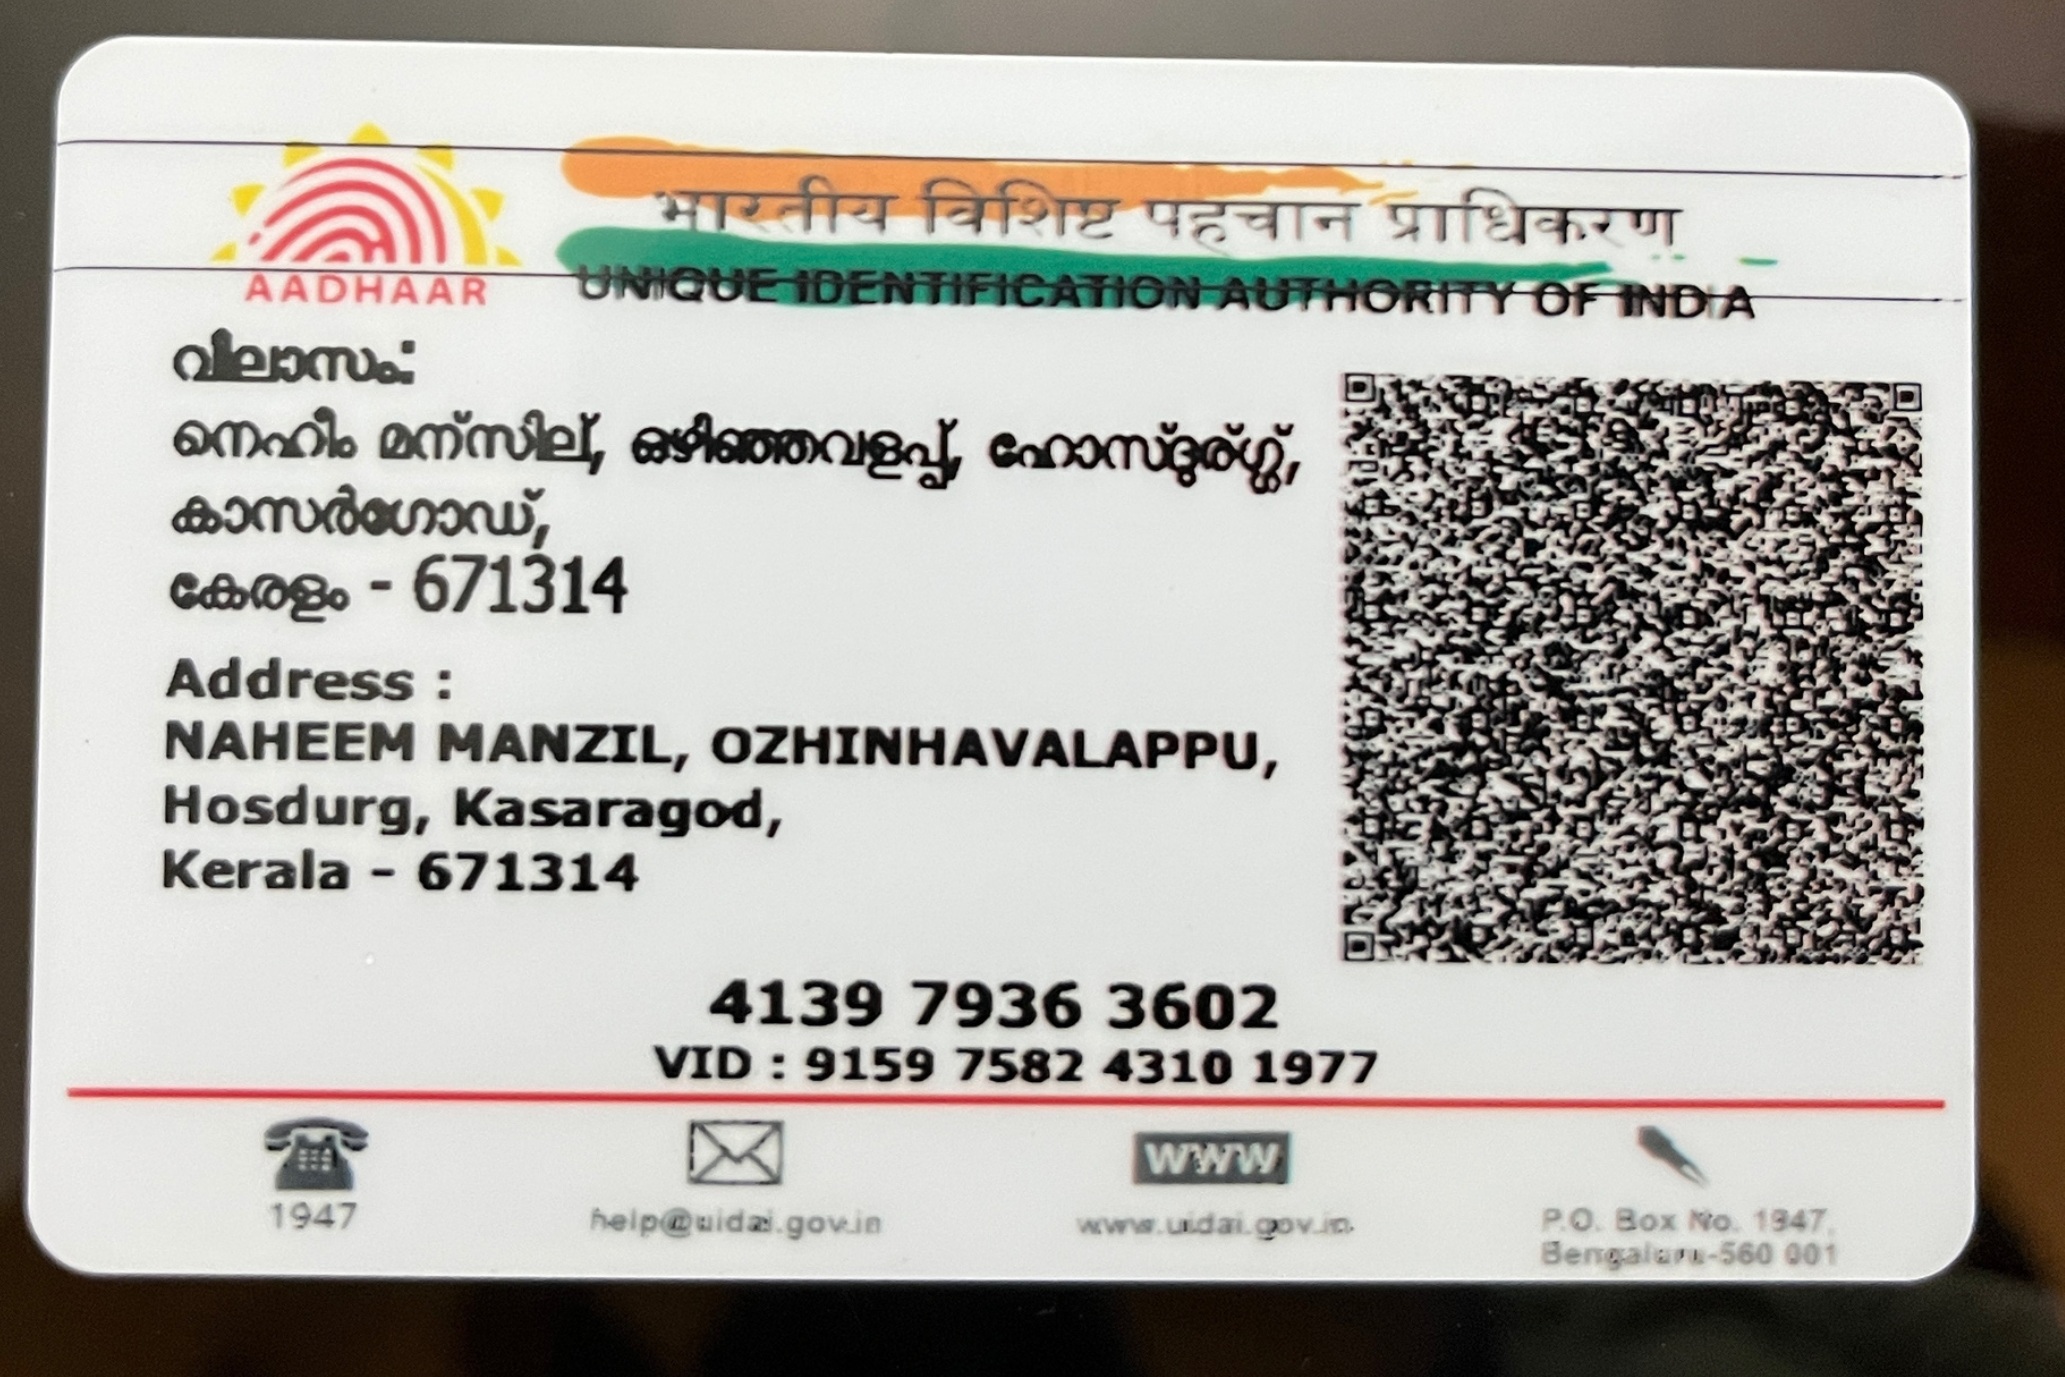 भारतीय विशिष्ट पहचान प्राधिकरण
AADHAAR
UNIQUE IDENTIFICATION AUTHORITY OF INDIA
വിലാസം:
നെഹീം മന്സില്, ഒഴിഞ്ഞവളപ്പ്, ഹോസ്ദുര്ഗ്ഗ്,
കാസർഗോഡ്,
കേരളം - 671314
Address :
NAHEEM MANZIL, OZHINHAVALAPPU,
Hosdurg, Kasaragod,
Kerala - 671314
4139 7936 3602
VID : 9159 7582 4310 1977
WWW
1947
help@uidai.gov.in
www.uidai.gov.in
P.O. Box No. 1947,
Bengaluru-560 001